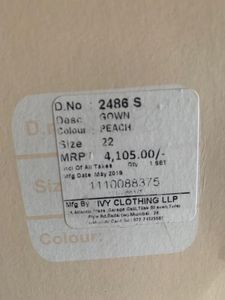 D.No : 2486 S
Desc GOWN
Colour PEACH
Size 22
MRP : 4,105.00/-
Incl Of All Taxes Qty 1 SET
Mfg Date May 2019
1110088375
Mfg By IVY CLOTHING LLP
D.n
Siz
Colour: